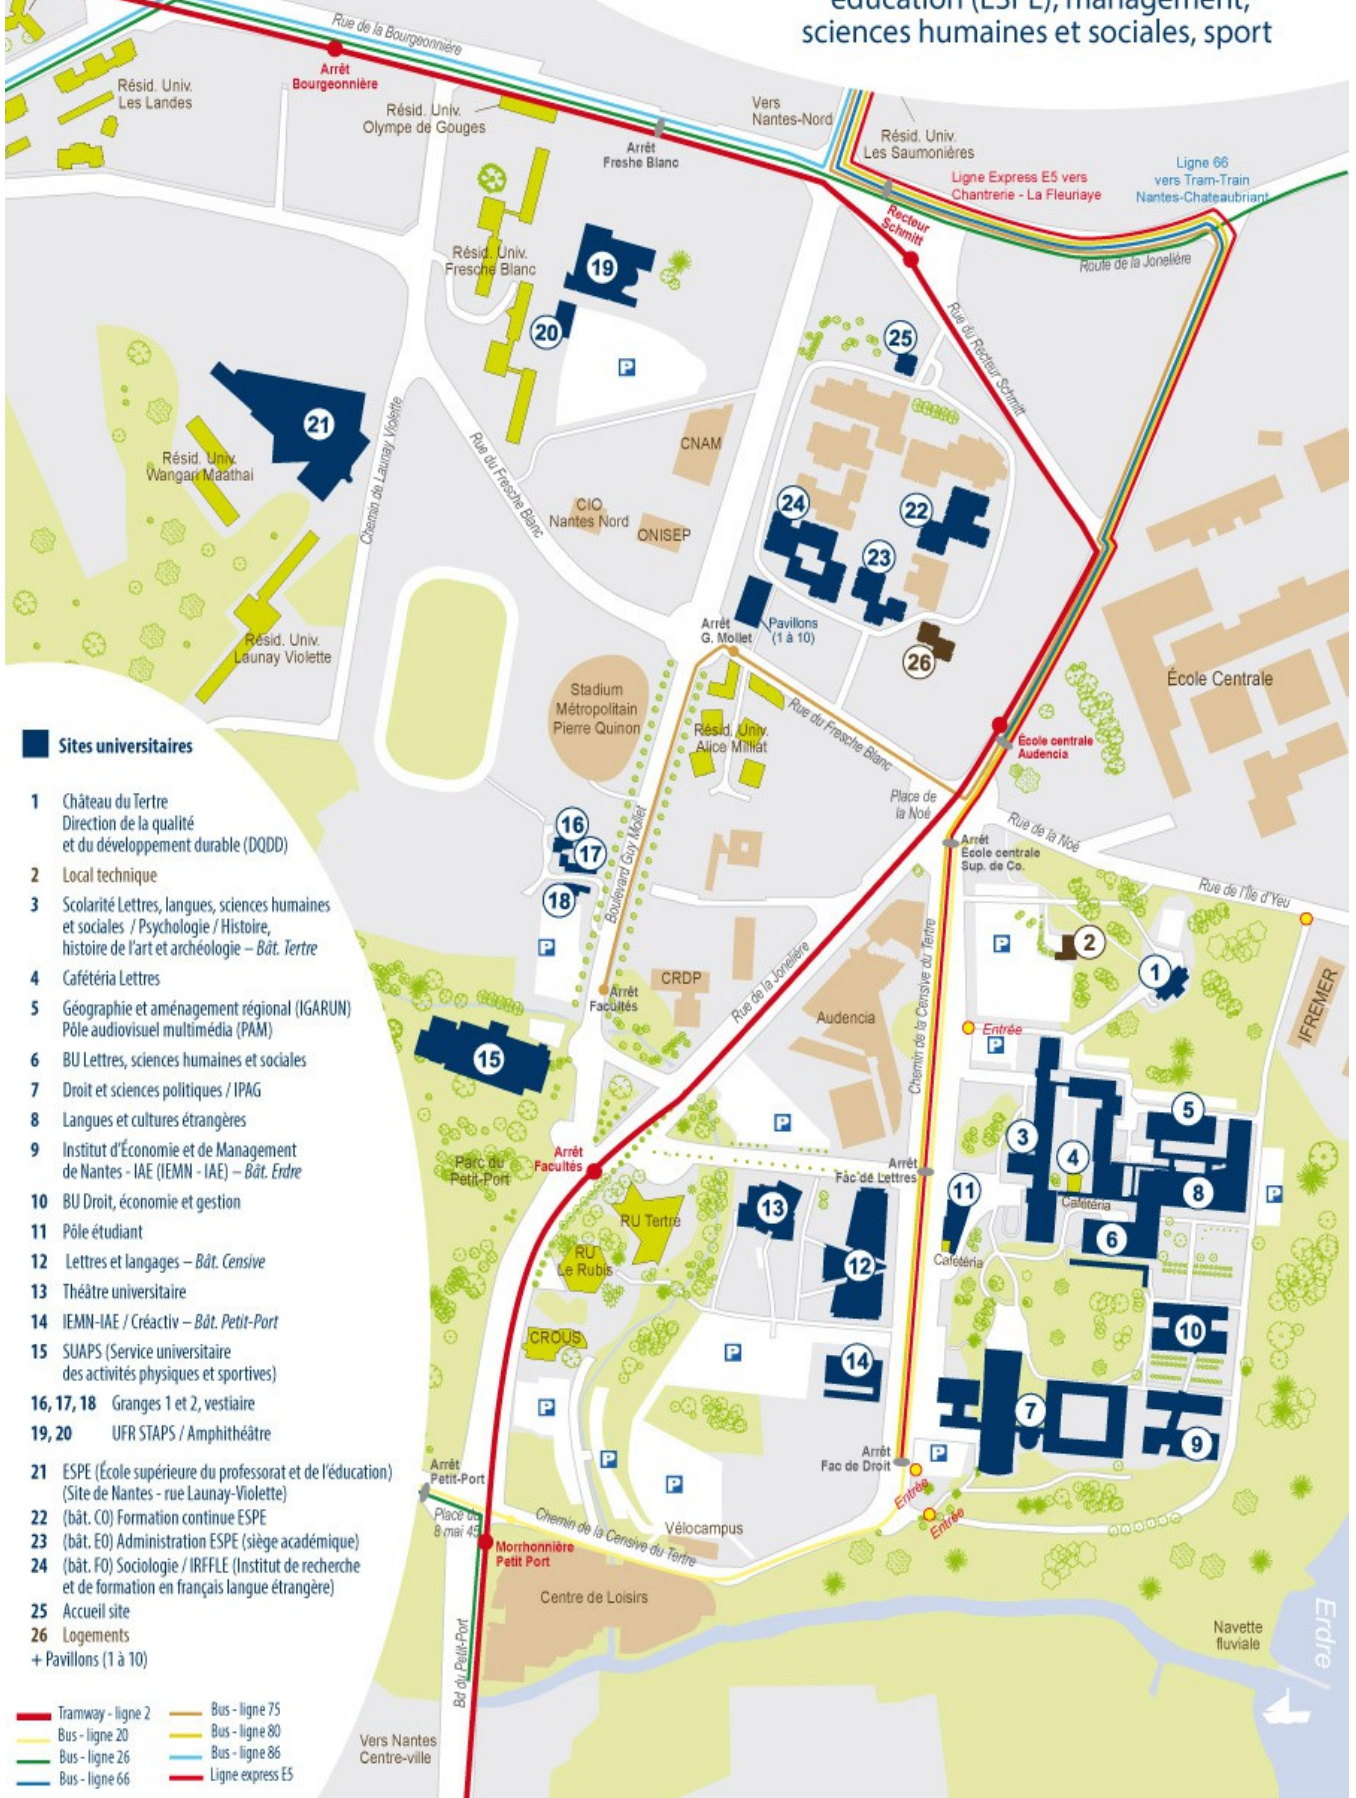 éducation (ESPE), management,
sciences humaines et sociales, sport
Rue de la Bourgeonnière
Arrêt
Bourgeonnière
Résid. Univ.
Les Landes
Résid. Univ.
Olympe de Gouges
Arrêt
Freshe Blanc
Vers
Nantes-Nord
Résid. Univ.
Les Saumonières
Ligne Express E5 vers
Chantrerie - La Fleuriaye
Ligne 66
vers Tram-Train
Nantes-Chateaubriant
Recteur
Schmitt
Route de la Jonelière
Résid. Univ.
Fresche Blanc
19
20
P
25
Rue du Recteur Schmitt
21
Résid. Univ.
Wangari Maathai
Chemin de Launay Violette
Rue du Fresche Blanc
CNAM
CIO
Nantes Nord
ONISEP
24
22
23
Résid. Univ.
Launay Violette
Arrêt
G. Mollet
Pavillons
(1 à 10)
26
École Centrale
Stadium
Métropolitain
Pierre Quinon
Résid. Univ.
Alice Milliat
Rue du Fresche Blanc
École centrale
Audencia
Place de
la Noé
Rue de la Noé
Arrêt
École centrale
Sup. de Co.
Rue de l'Île d'Yeu
16
17
18
Boulevard Guy Mollet
P
Arrêt
Facultés
CRDP
Rue de la Jonelière
Audencia
Chemin de la Censive du Tertre
P
2
1
Entrée
P
IFREMER
15
P
Parc du
Petit-Port
Arrêt
Facultés
Arrêt
Fac de Lettres
3
4
5
Cafétéria
8
P
6
11
Cafétéria
13
12
RU Tertre
RU
Le Rubis
CROUS
P
14
10
7
9
P
P
P
P
Arrêt
Fac de Droit
Entrée
Entrée
Arrêt
Petit-Port
Place du
8 mai 45
Morrhonnière
Petit Port
Chemin de la Censive du Tertre
Vélocampus
Centre de Loisirs
Bd du Petit-Port
Vers Nantes
Centre-ville
Navette
fluviale
Erdre
Sites universitaires
1 Château du Tertre
Direction de la qualité
et du développement durable (DQDD)
2 Local technique
3 Scolarité Lettres, langues, sciences humaines
et sociales / Psychologie / Histoire,
histoire de l'art et archéologie – Bât. Tertre
4 Cafétéria Lettres
5 Géographie et aménagement régional (IGARUN)
Pôle audiovisuel multimédia (PAM)
6 BU Lettres, sciences humaines et sociales
7 Droit et sciences politiques / IPAG
8 Langues et cultures étrangères
9 Institut d'Économie et de Management
de Nantes - IAE (IEMN - IAE) – Bât. Erdre
10 BU Droit, économie et gestion
11 Pôle étudiant
12 Lettres et langages – Bât. Censive
13 Théâtre universitaire
14 IEMN-IAE / Créactiv – Bât. Petit-Port
15 SUAPS (Service universitaire
des activités physiques et sportives)
16, 17, 18 Granges 1 et 2, vestiaire
19, 20 UFR STAPS / Amphithéâtre
21 ESPE (École supérieure du professorat et de l'éducation)
(Site de Nantes - rue Launay-Violette)
22 (bât. C0) Formation continue ESPE
23 (bât. E0) Administration ESPE (siège académique)
24 (bât. F0) Sociologie / IRFFLE (Institut de recherche
et de formation en français langue étrangère)
25 Accueil site
26 Logements
+ Pavillons (1 à 10)
Tramway - ligne 2
Bus - ligne 20
Bus - ligne 26
Bus - ligne 66
Bus - ligne 75
Bus - ligne 80
Bus - ligne 86
Ligne express E5